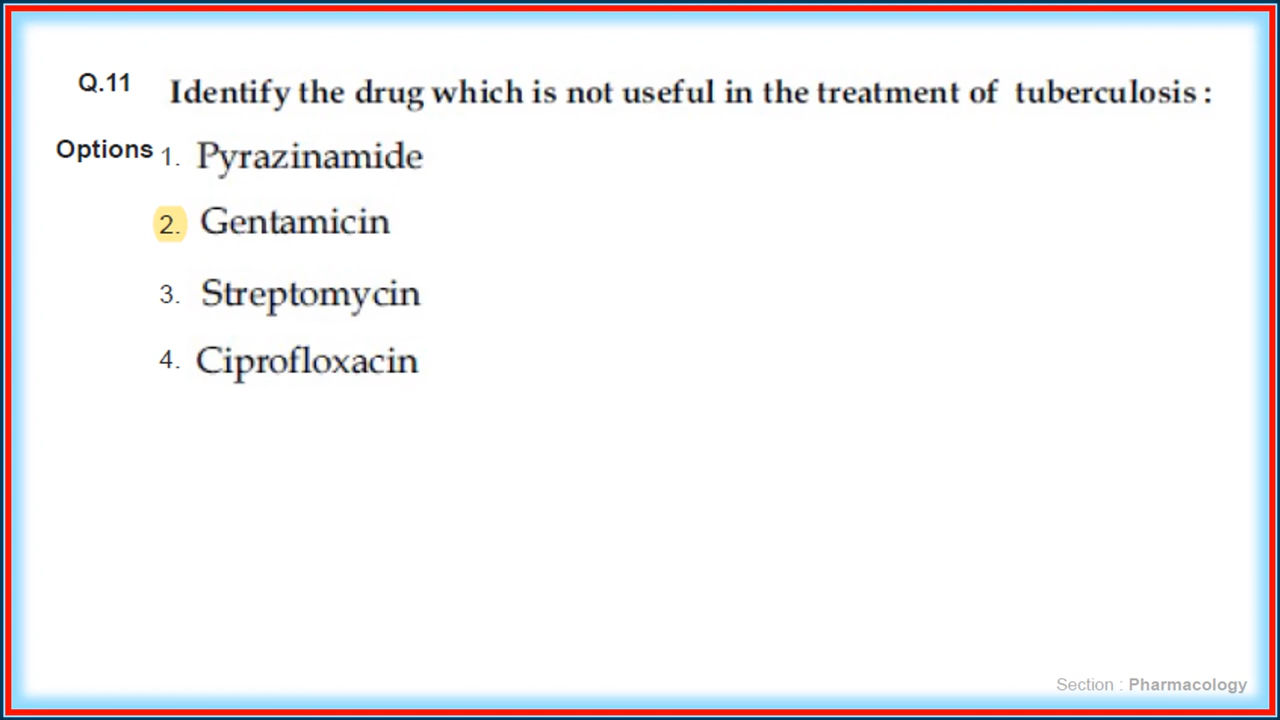 Q.11 Identify the drug which is not useful in the treatment of tuberculosis :
Options 1. Pyrazinamide
2. Gentamicin
3. Streptomycin
4. Ciprofloxacin
Section : Pharmacology